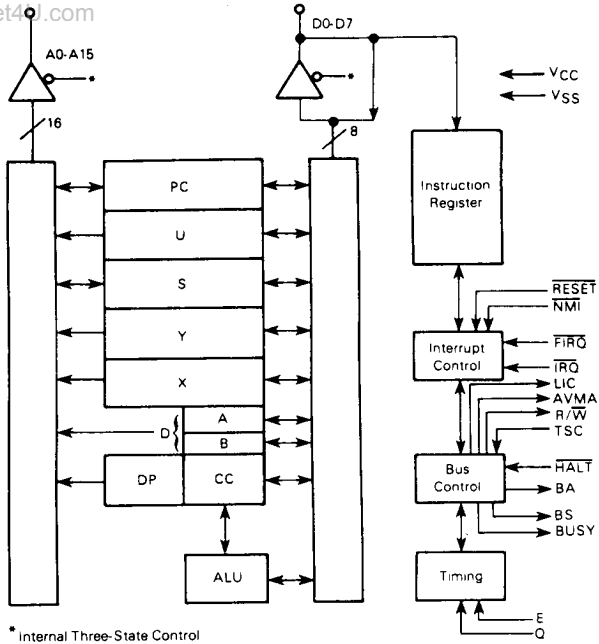 et4U.com
A0-A15
*
16
D0-D7
*
8
VCC
VSS
PC
U
S
Y
X
D {
A
B
DP
CC
ALU
Instruction
Register
RESET
NMI
Interrupt
Control
FIRQ
IRQ
LIC
AVMA
R/W
TSC
Bus
Control
HALT
BA
BS
BUSY
Timing
E
Q
* Internal Three-State Control